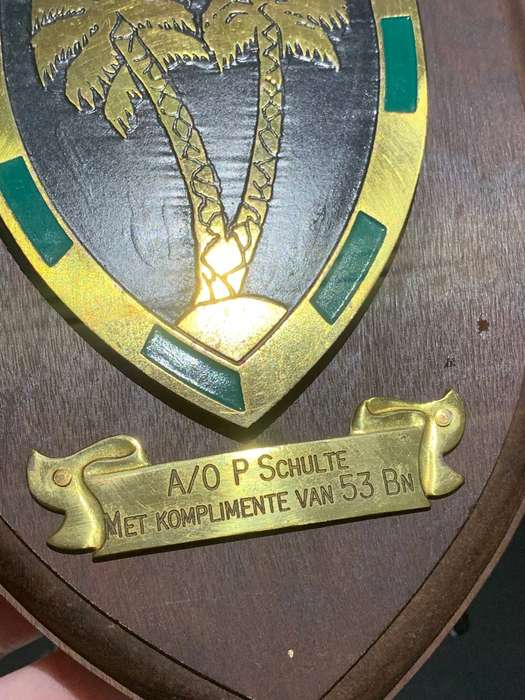 A/O P SCHULTE
MET KOMPLIMENTE VAN 53 BN